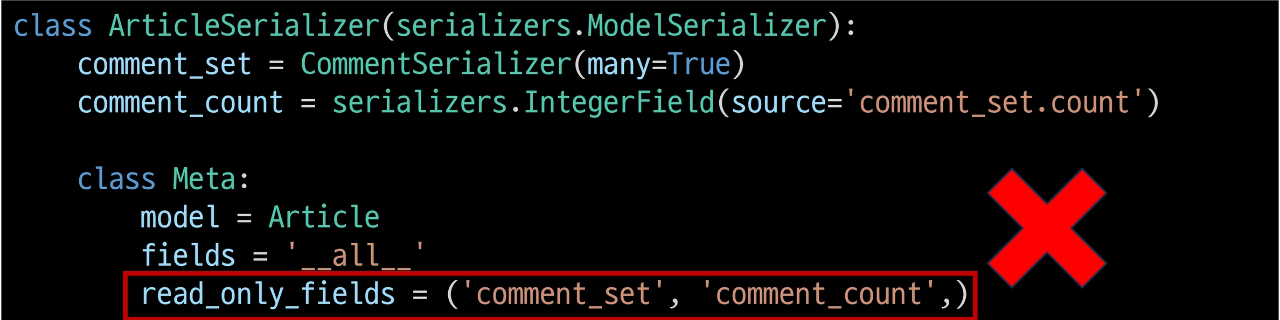 class ArticleSerializer(serializers.ModelSerializer):
    comment_set = CommentSerializer(many=True)
    comment_count = serializers.IntegerField(source='comment_set.count')

    class Meta:
        model = Article
        fields = '__all__'
        read_only_fields = ('comment_set', 'comment_count',)